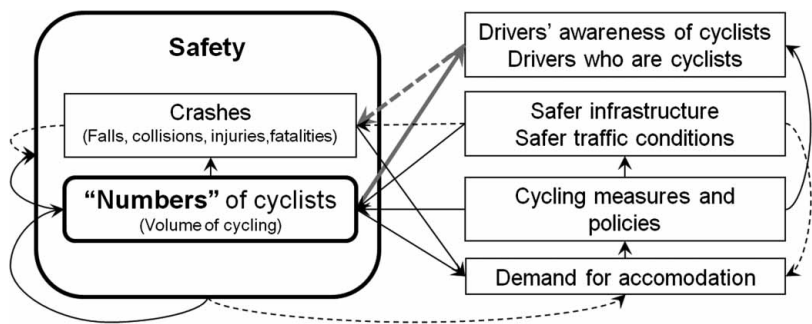 Safety
Crashes
(Falls, collisions, injuries,fatalities)
“Numbers” of cyclists
(Volume of cycling)
Drivers’ awareness of cyclists
Drivers who are cyclists
Safer infrastructure
Safer traffic conditions
Cycling measures and
policies
Demand for accomodation